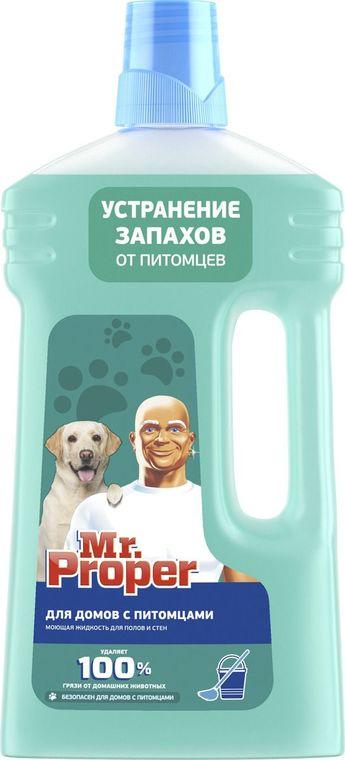 УСТРАНЕНИЕ
ЗАПАХОВ
ОТ ПИТОМЦЕВ
Mr.
Proper
ДЛЯ ДОМОВ С ПИТОМЦАМИ
МОЮЩАЯ ЖИДКОСТЬ ДЛЯ ПОЛОВ И СТЕН
УДАЛЯЕТ
100%
ГРЯЗИ ОТ ДОМАШНИХ ЖИВОТНЫХ
БЕЗОПАСЕН ДЛЯ ДОМОВ С ПИТОМЦАМИ